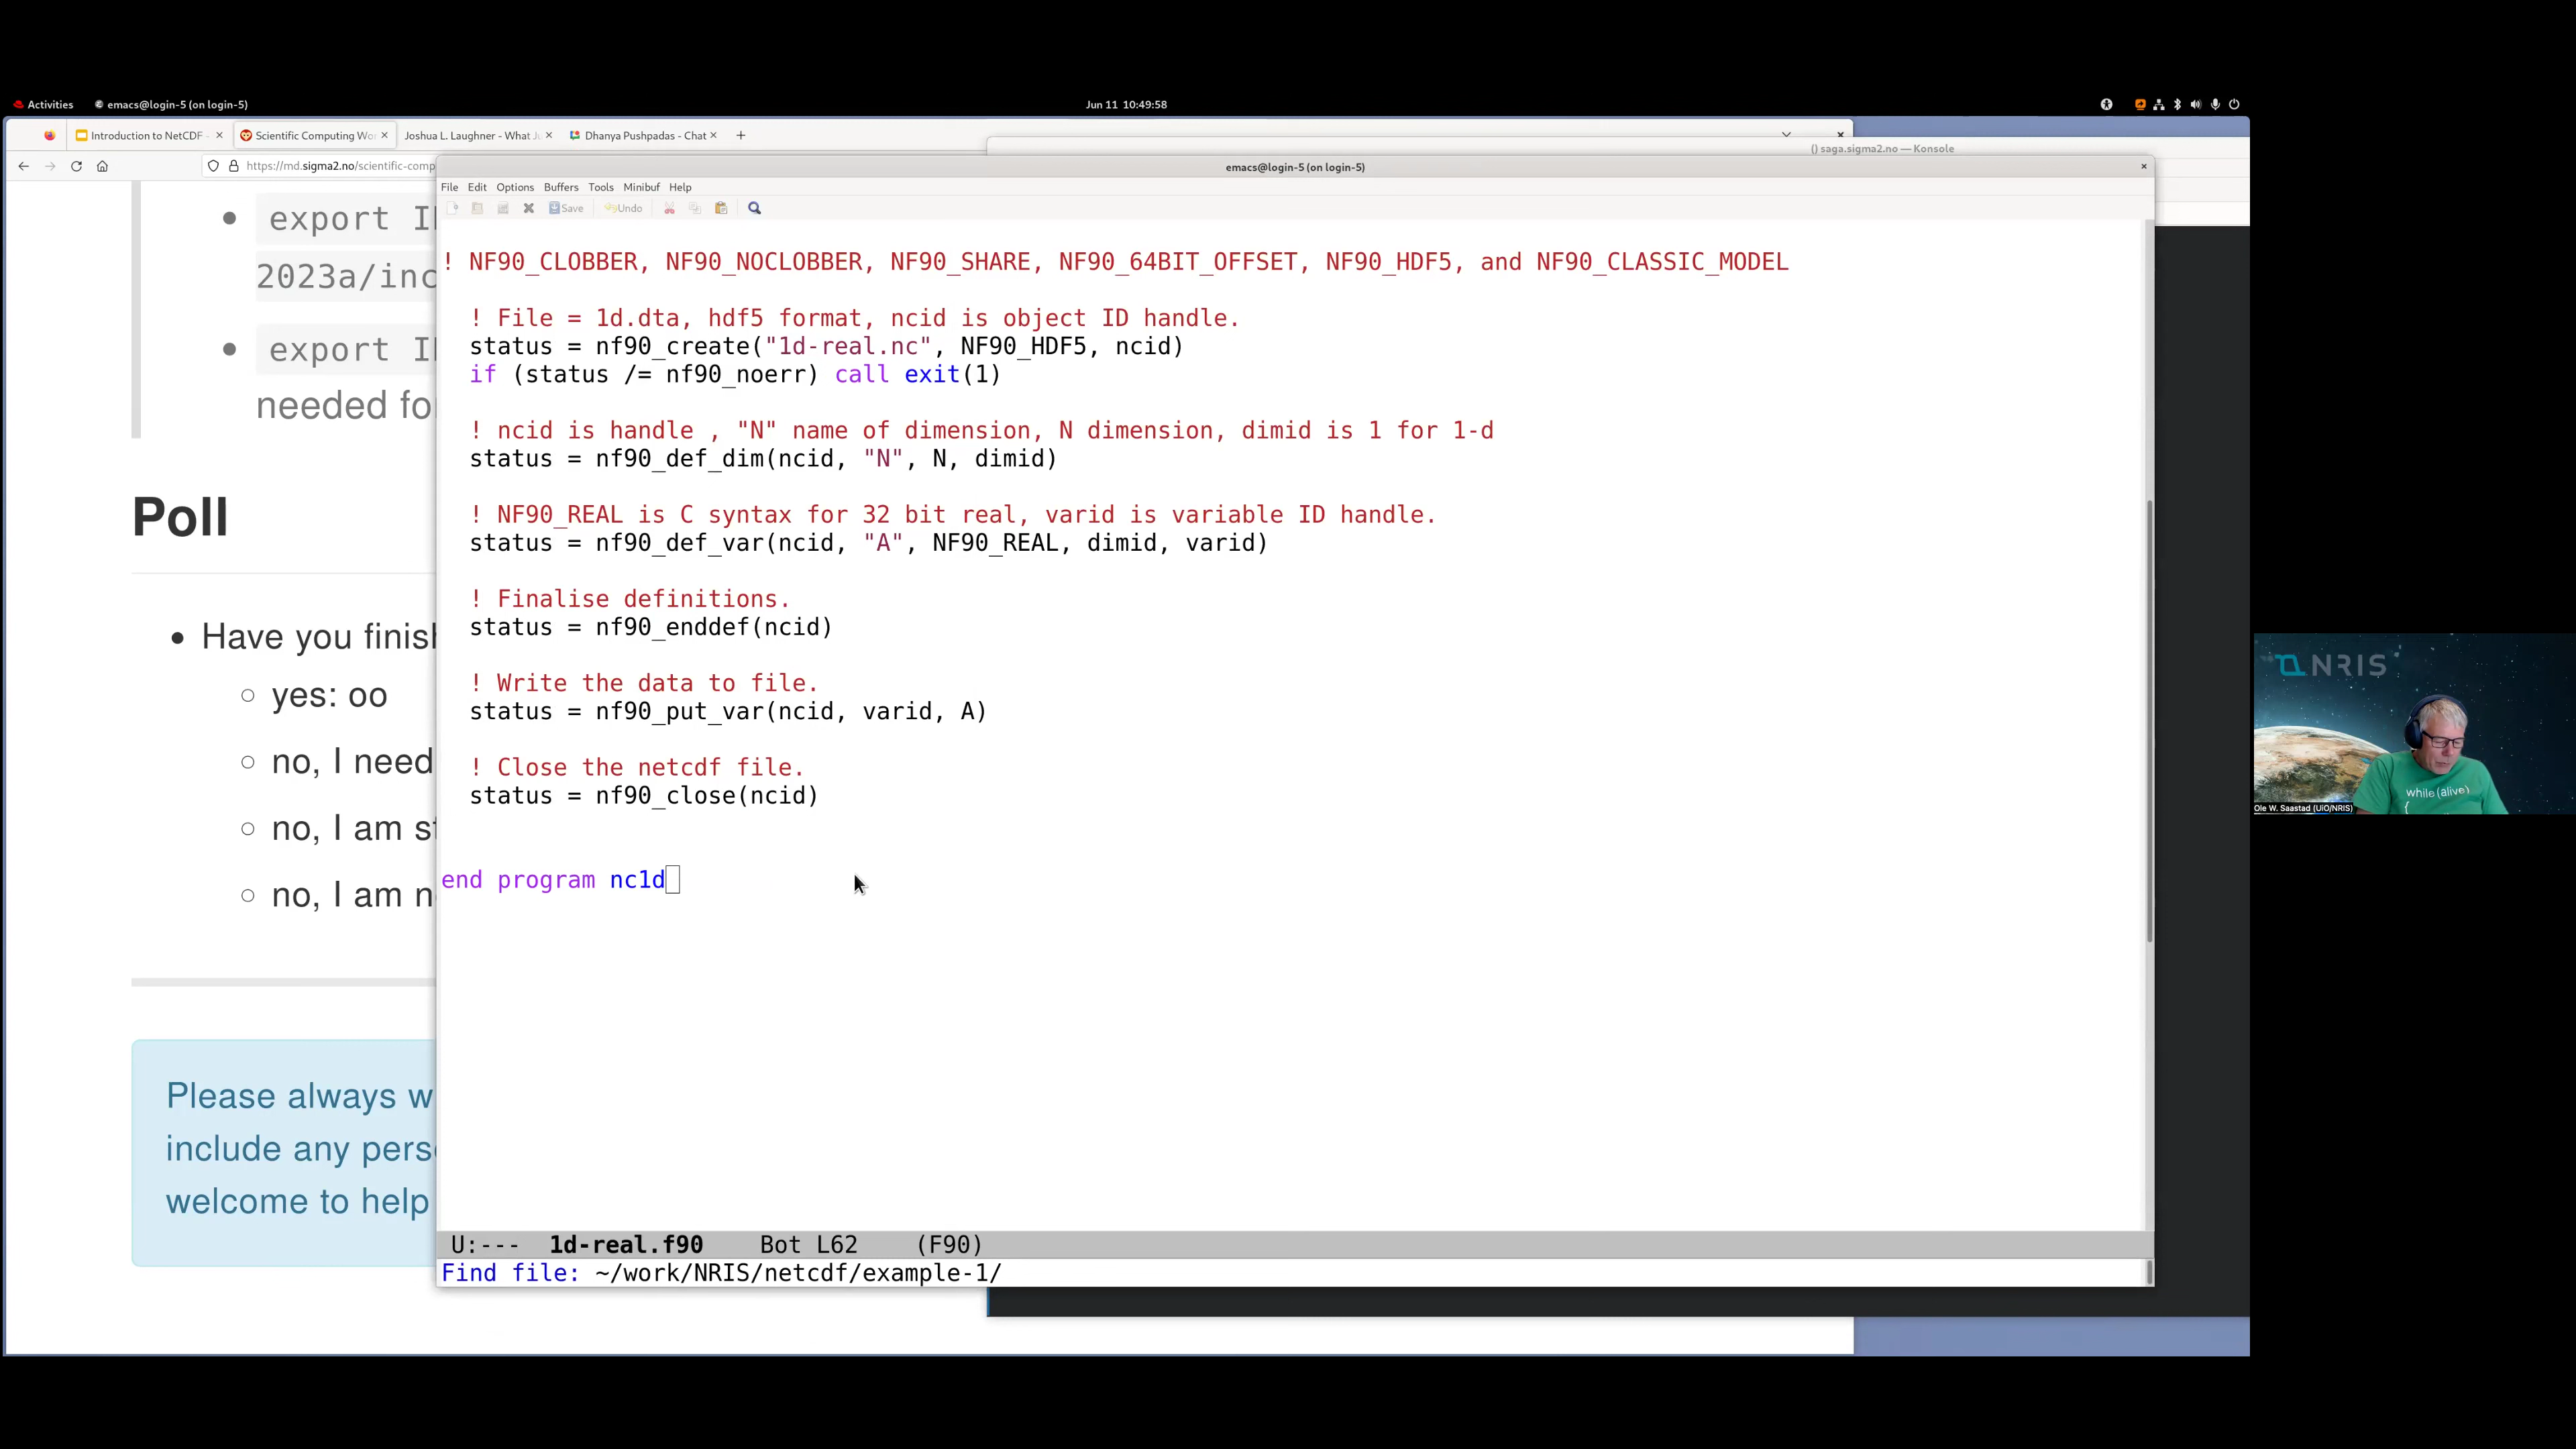 Activities emacs@login-5 (on login-5) Jun 11 10:49:58
Introduction to NetCDF - Scientific Computing Wo Joshua L. Laughner - What Ju Dhanya Pushpadas - Chat
https://md.sigma2.no/scientific-comp
() saga.sigma2.no — Konsole
emacs@login-5 (on login-5)
File Edit Options Buffers Tools Minibuf Help
Save Undo
! NF90_CLOBBER, NF90_NOCLOBBER, NF90_SHARE, NF90_64BIT_OFFSET, NF90_HDF5, and NF90_CLASSIC_MODEL
! File = 1d.dta, hdf5 format, ncid is object ID handle.
status = nf90_create("1d-real.nc", NF90_HDF5, ncid)
if (status /= nf90_noerr) call exit(1)
! ncid is handle , "N" name of dimension, N dimension, dimid is 1 for 1-d
status = nf90_def_dim(ncid, "N", N, dimid)
! NF90_REAL is C syntax for 32 bit real, varid is variable ID handle.
status = nf90_def_var(ncid, "A", NF90_REAL, dimid, varid)
! Finalise definitions.
status = nf90_enddef(ncid)
! Write the data to file.
status = nf90_put_var(ncid, varid, A)
! Close the netcdf file.
status = nf90_close(ncid)
end program nc1d
U:--- 1d-real.f90 Bot L62 (F90)
Find file: ~/work/NRIS/netcdf/example-1/
export
2023a/inc
export
needed for
Poll
Have you finish
yes: oo
no, I need
no, I am st
no, I am n
Please always w
include any pers
welcome to help
NRIS
while (alive)
{
Ole W. Saastad (UiO/NRIS)